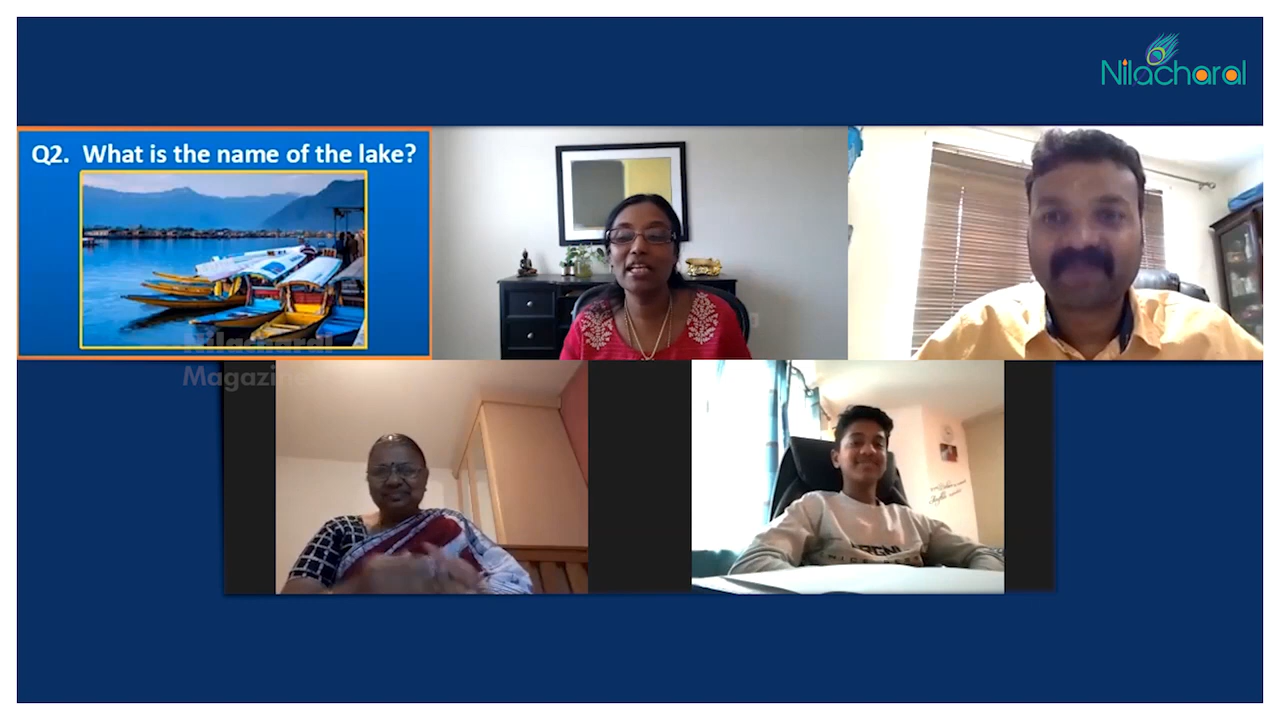 Nilacharal
Q2. What is the name of the lake?
Nilacharal
Magazine